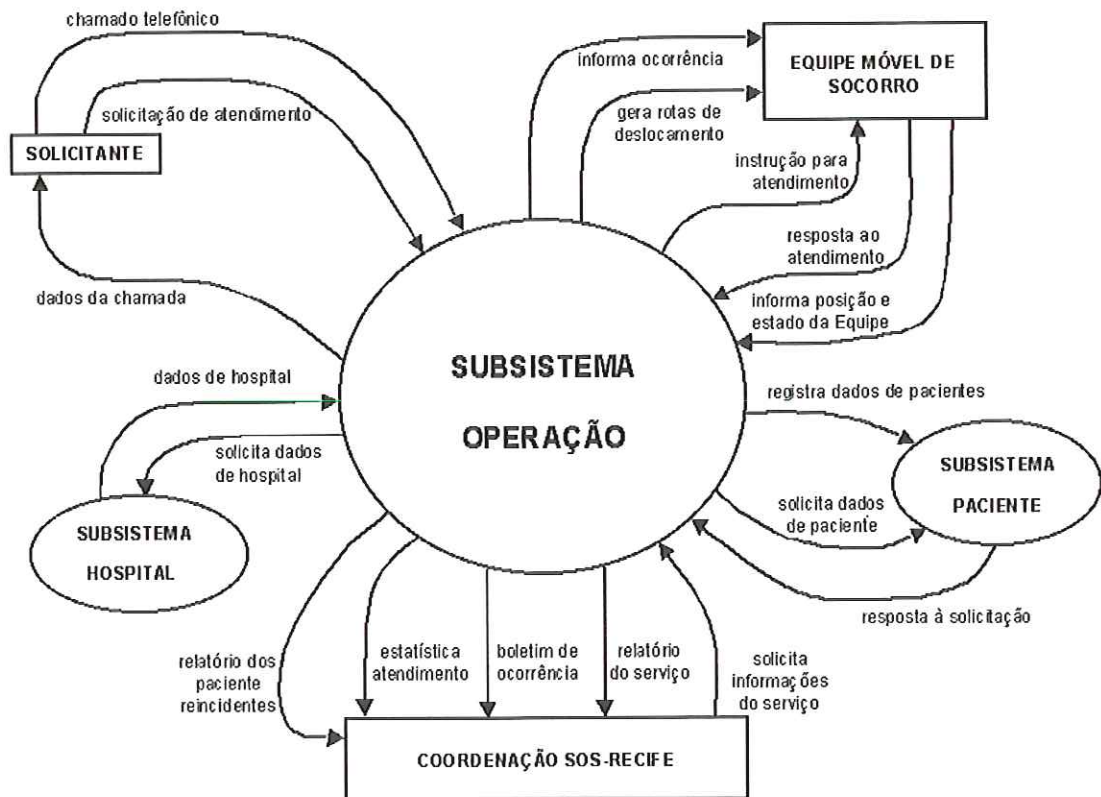 chamado telefônico
solicitação de atendimento
SOLICITANTE
dados da chamada
informa ocorrência
gera rotas de
deslocamento
EQUIPE MÓVEL DE
SOCORRO
instrução para
atendimento
resposta ao
atendimento
informa posição e
estado da Equipe
SUBSISTEMA
OPERAÇÃO
dados de hospital
solicita dados
de hospital
SUBSISTEMA
HOSPITAL
registra dados de pacientes
SUBSISTEMA
PACIENTE
solicita dados
de paciente
resposta à solicitação
relatório dos
paciente
reincidentes
estatística
atendimento
boletim de
ocorrência
relatório
do serviço
solicita
informações
do serviço
COORDENAÇÃO SOS-RECIFE